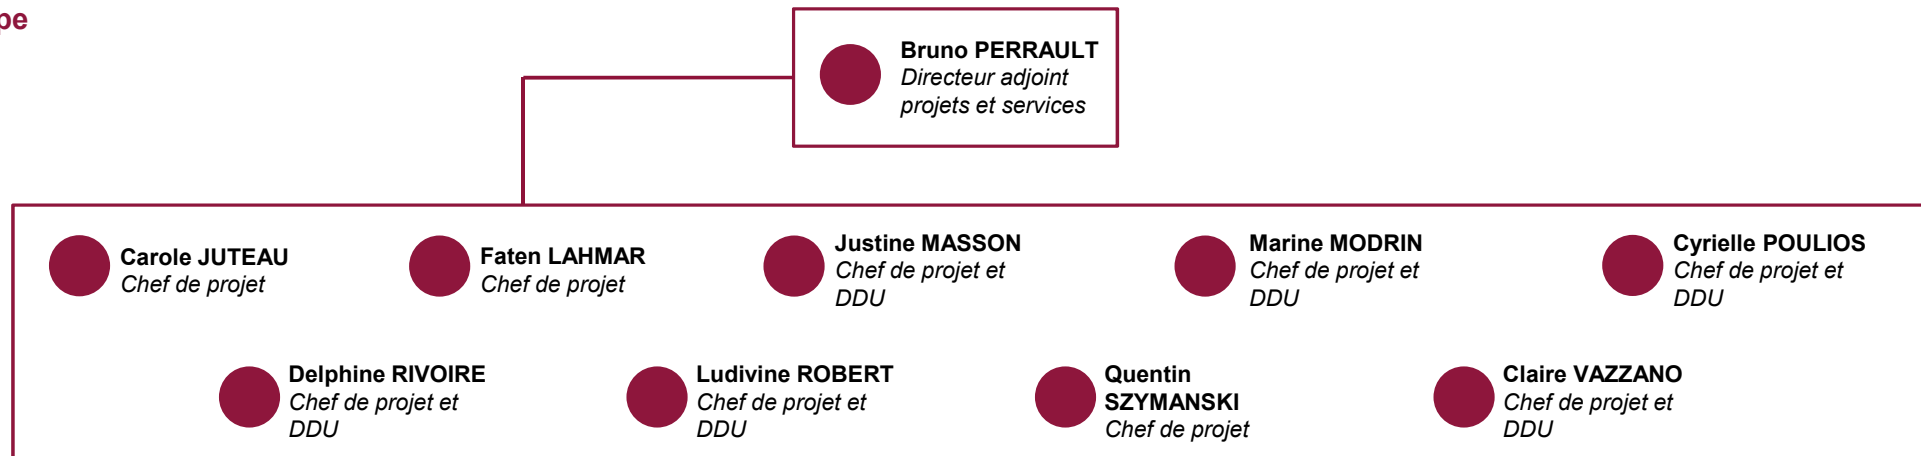 Bruno PERRAULT
Directeur adjoint
projets et services
Carole JUTEAU
Chef de projet
Faten LAHMAR
Chef de projet
Justine MASSON
Chef de projet et
DDU
Marine MODRIN
Chef de projet et
DDU
Cyrielle POULIOS
Chef de projet et
DDU
Delphine RIVOIRE
Chef de projet et
DDU
Ludivine ROBERT
Chef de projet et
DDU
Quentin
SZYMANSKI
Chef de projet
Claire VAZZANO
Chef de projet et
DDU